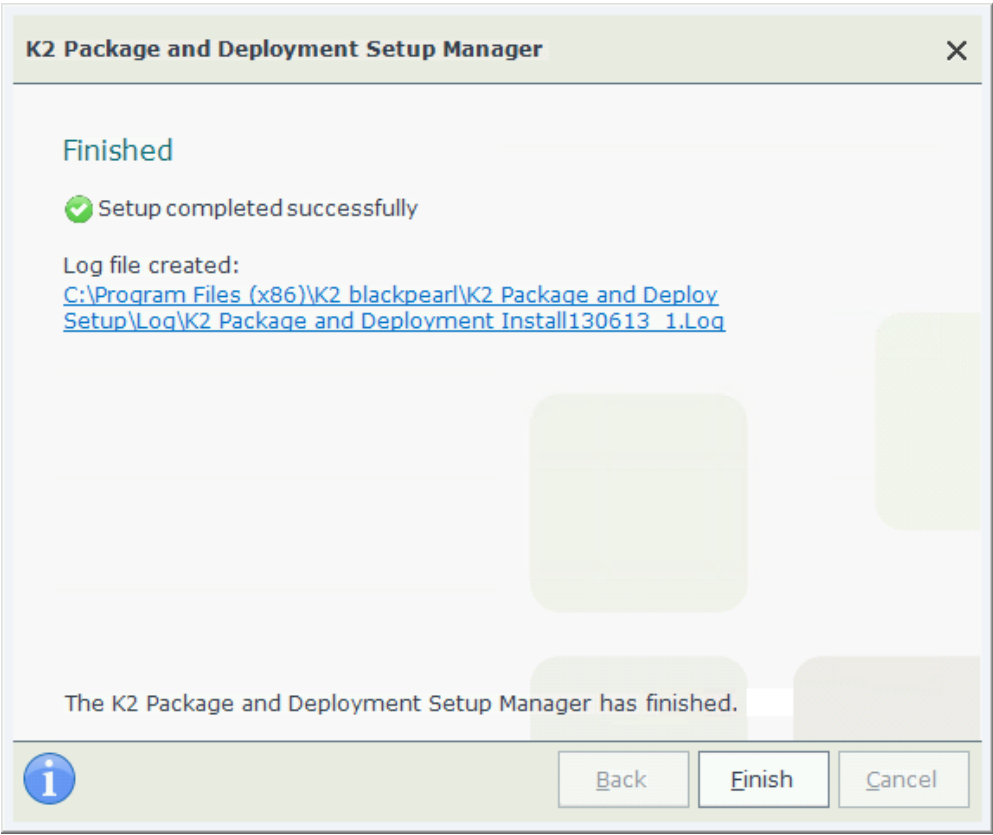 K2 Package and Deployment Setup Manager
Finished
Setup completed successfully
Log file created:
C:\Program Files (x86)\K2 blackpearl\K2 Package and Deploy
Setup\Log\K2 Package and Deployment Install130613_1.Log
The K2 Package and Deployment Setup Manager has finished.
Back Finish Cancel